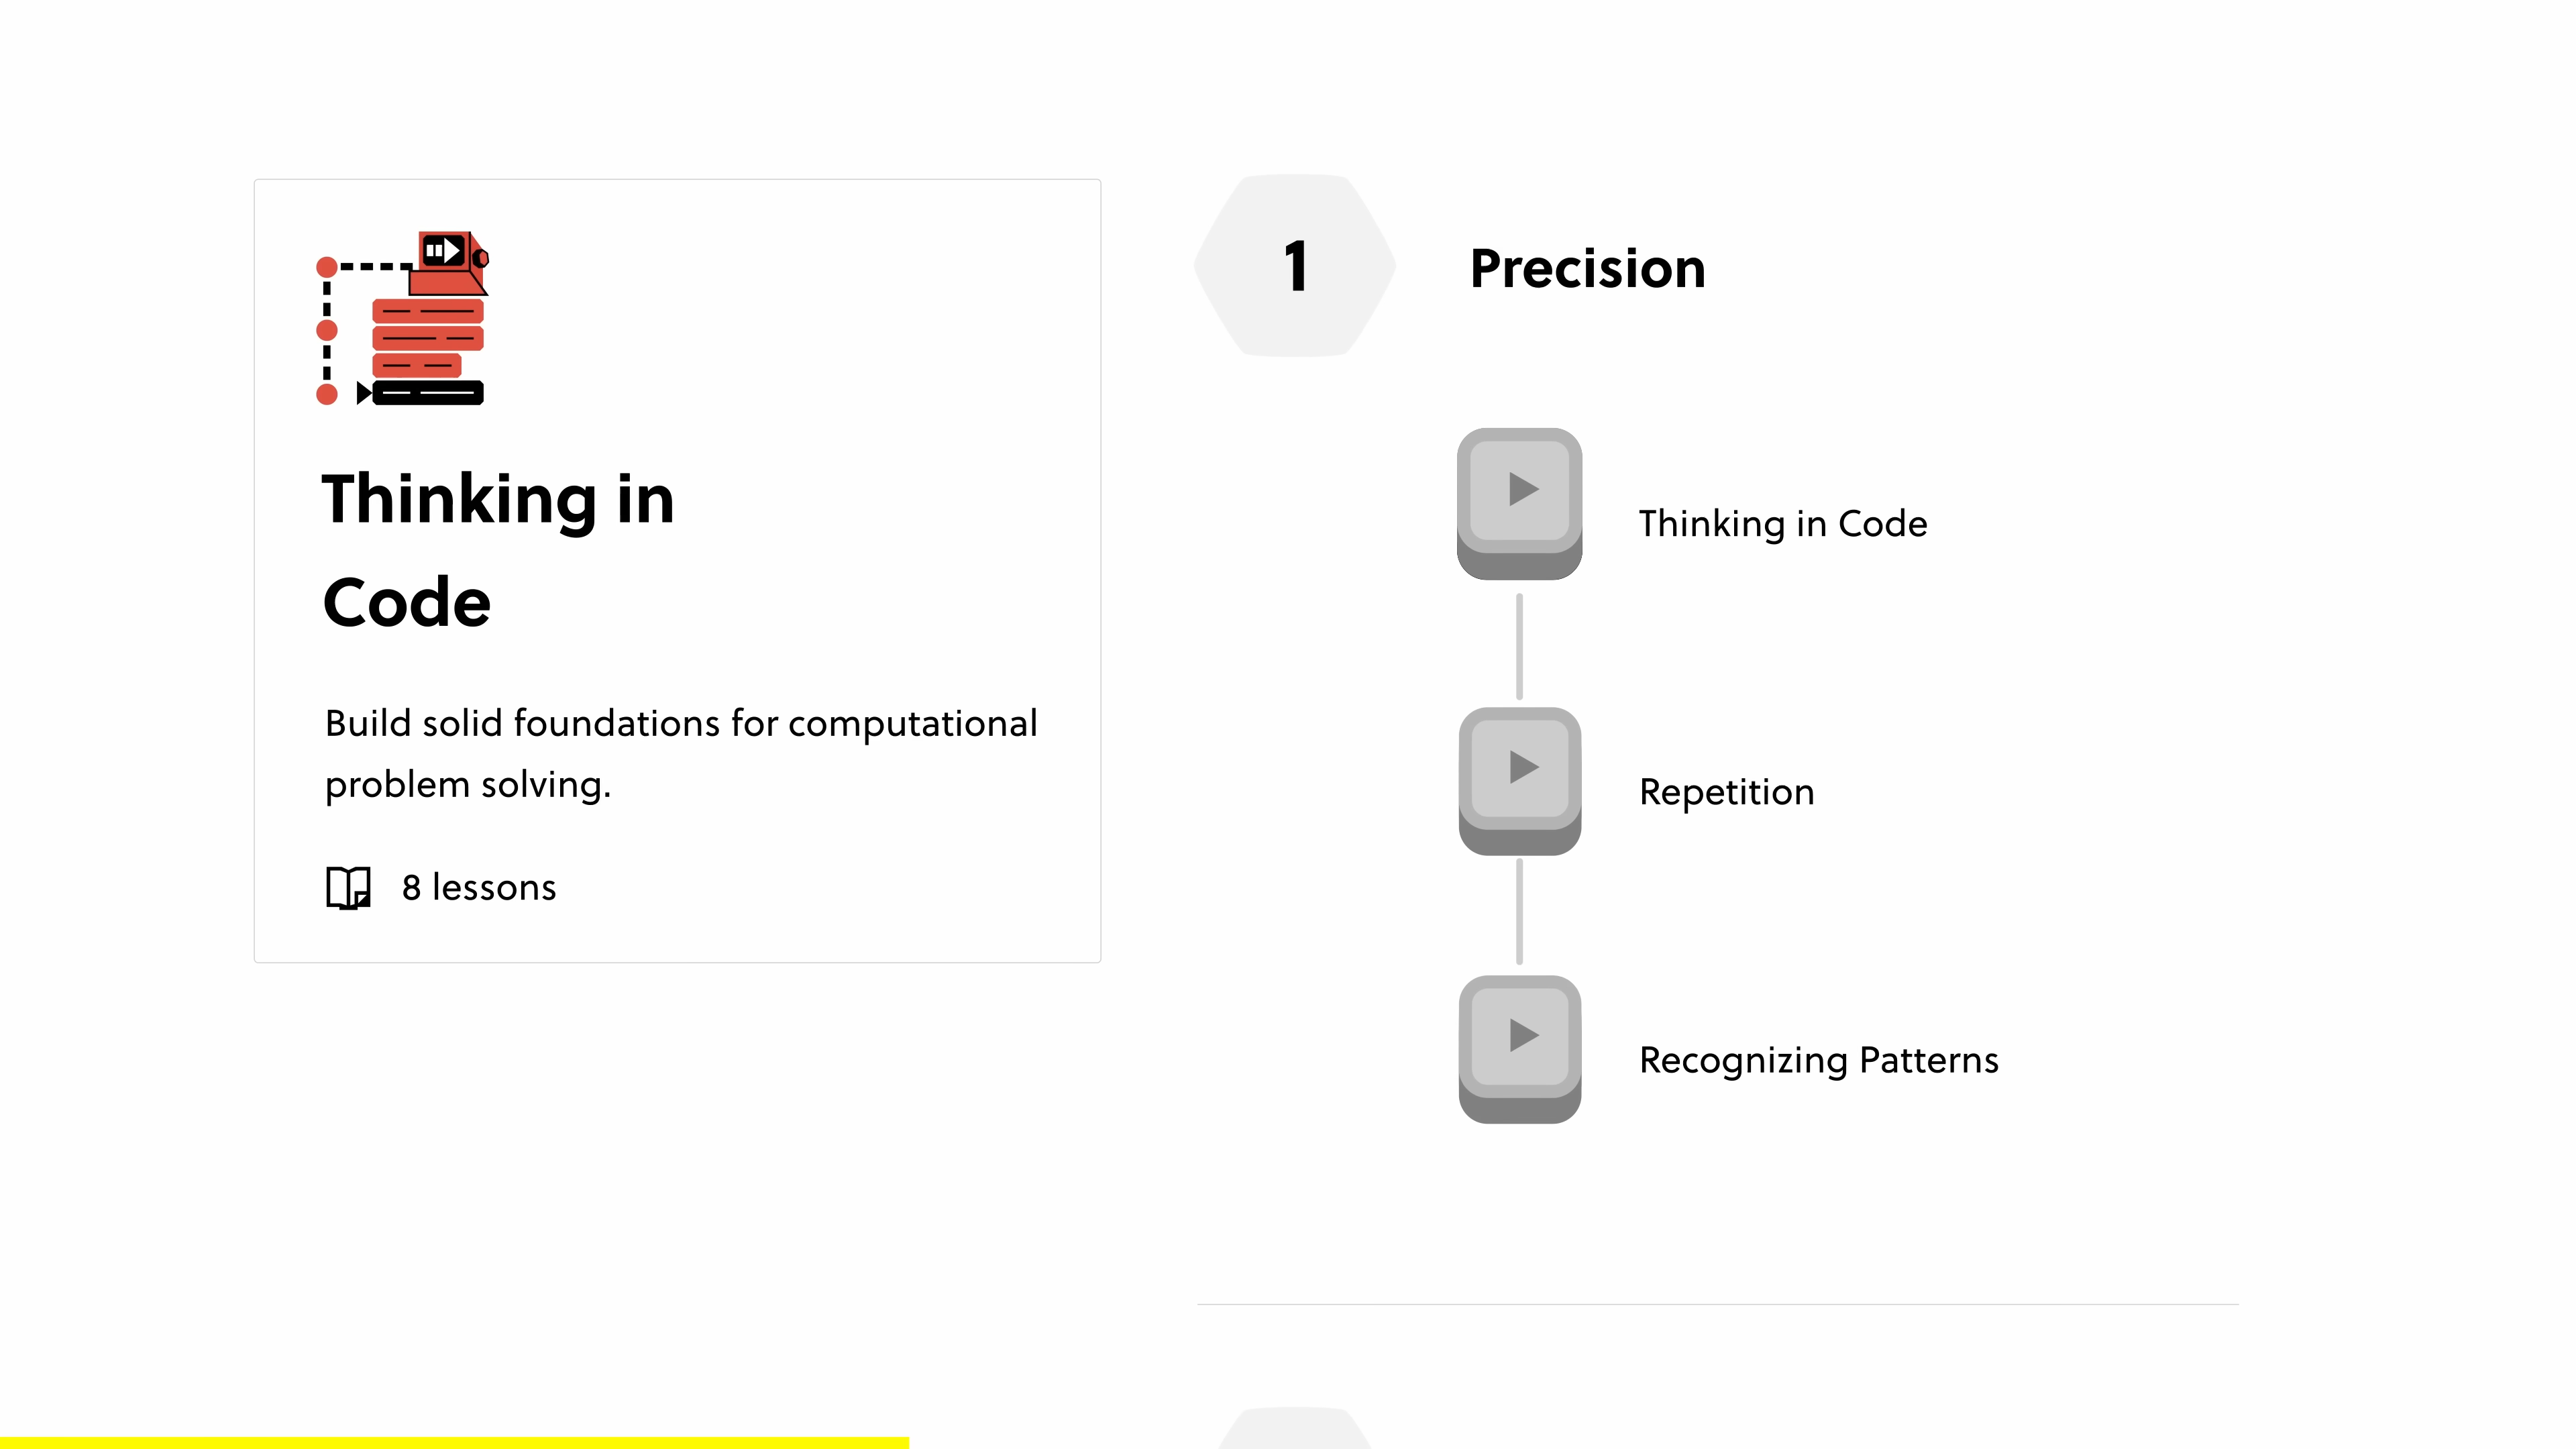 Thinking in
Code
Build solid foundations for computational
problem solving.
8 lessons
1
Precision
Thinking in Code
Repetition
Recognizing Patterns